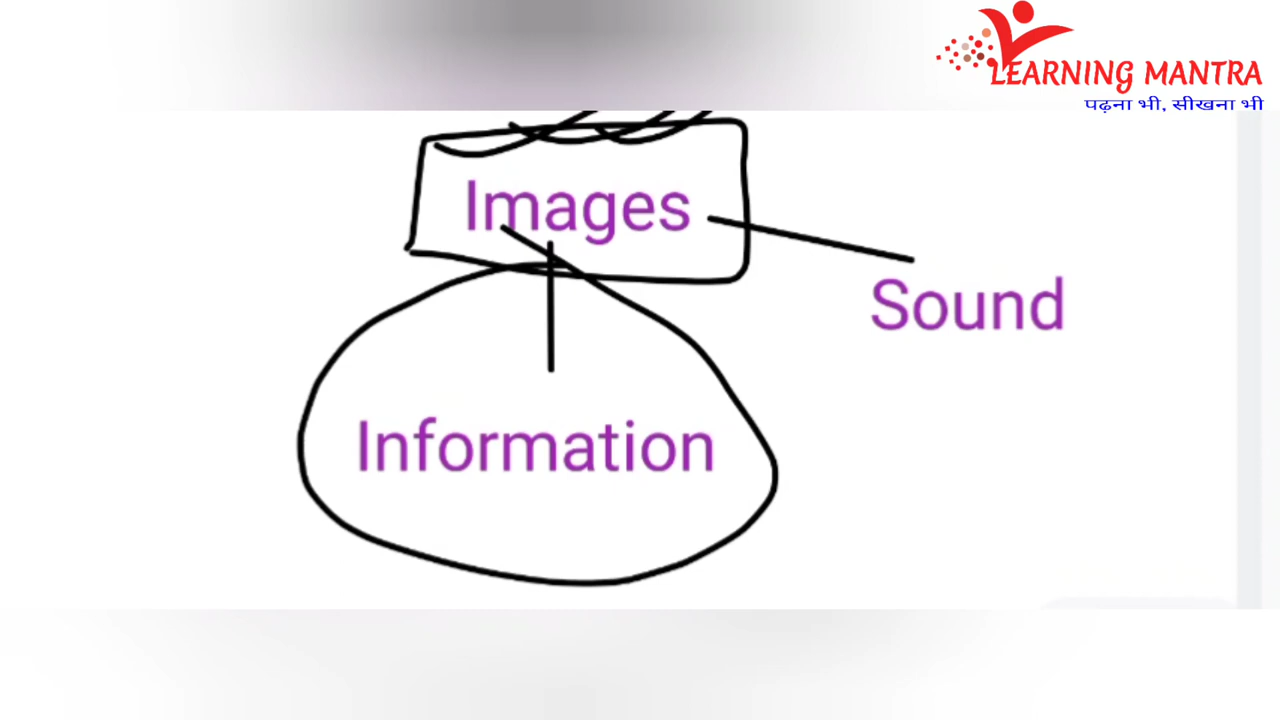 LEARNING MANTRA
पढ़ना भी, सीखना भी
Images
Sound
Information